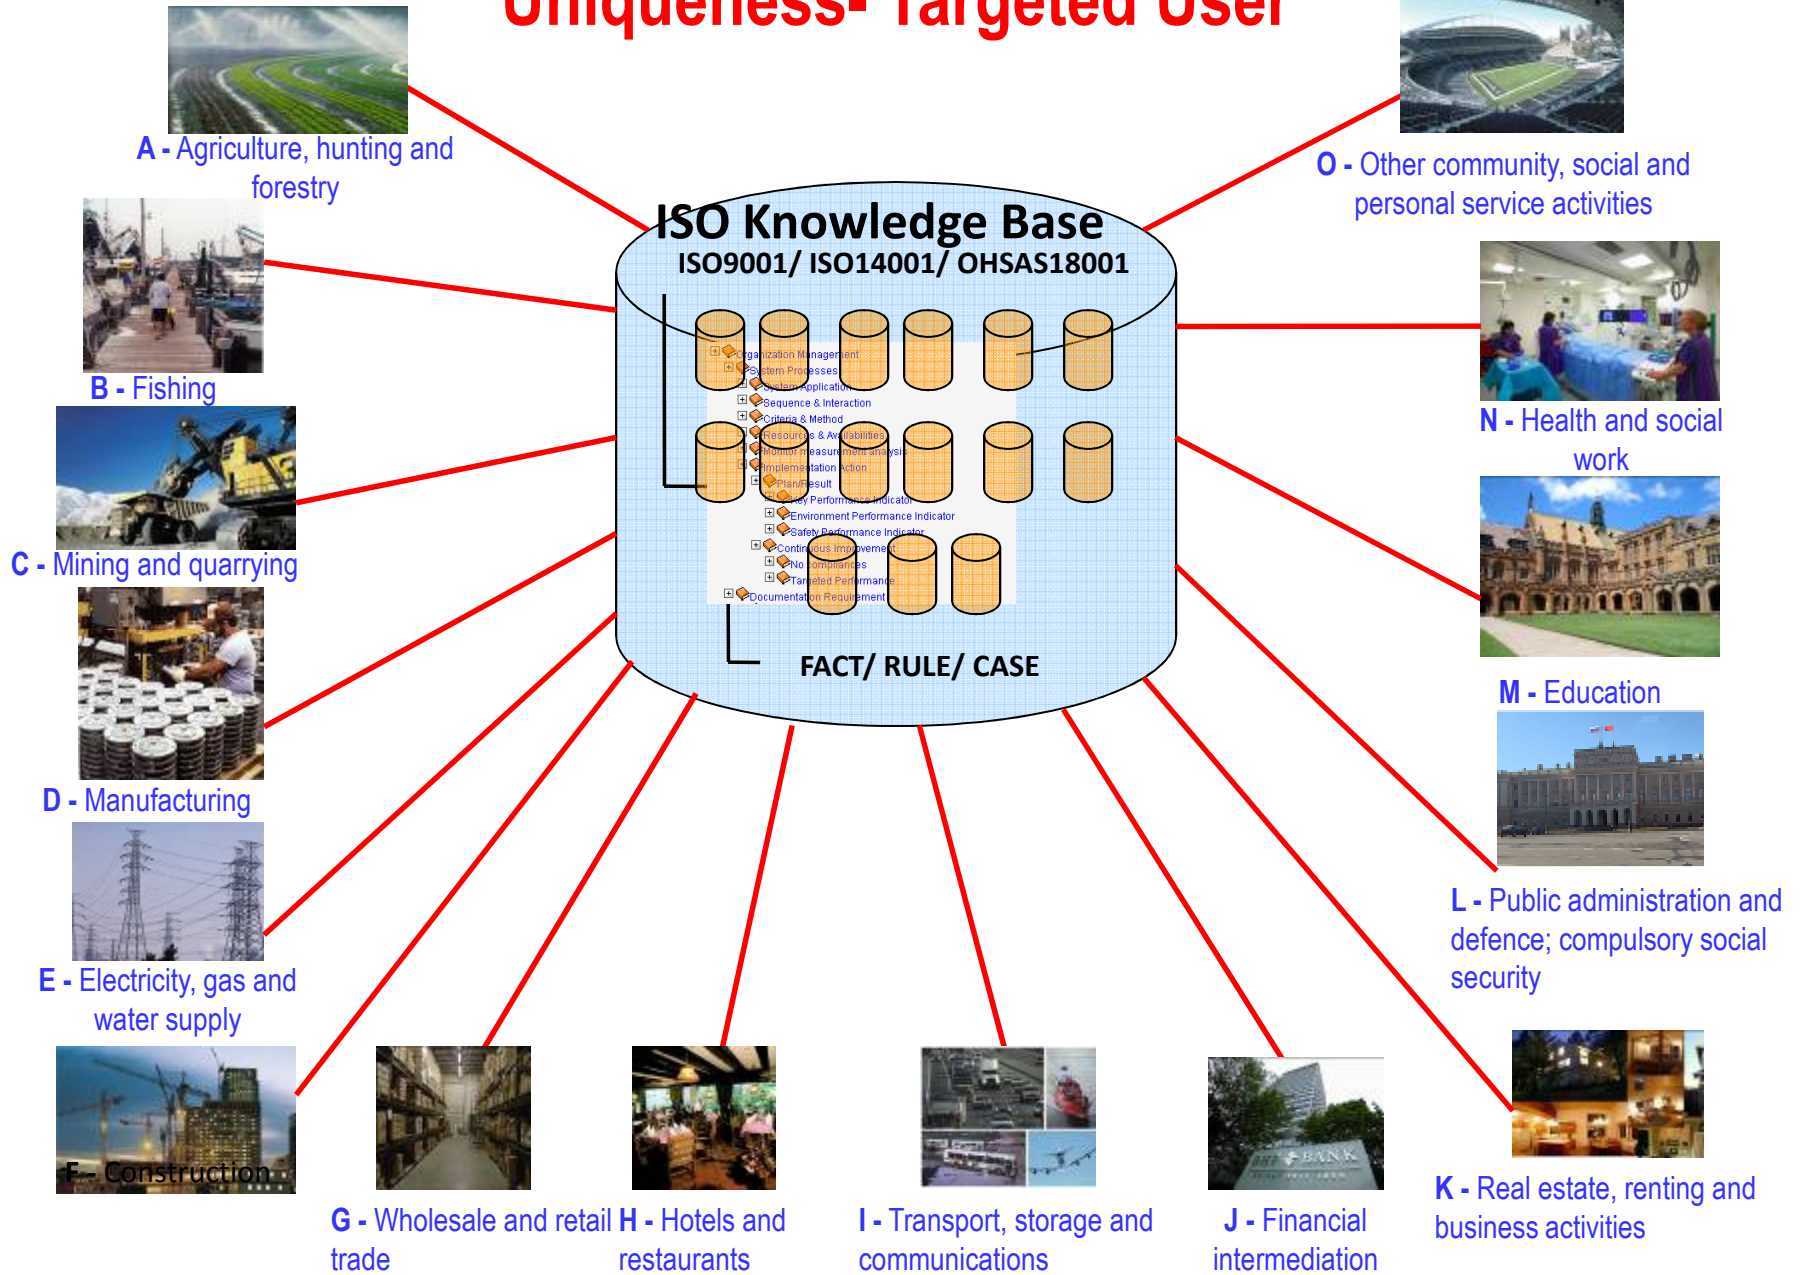 Uniqueness- Targeted User
A - Agriculture, hunting and
forestry
B - Fishing
C - Mining and quarrying
D - Manufacturing
E - Electricity, gas and
water supply
F - Construction
G - Wholesale and retail
trade
H - Hotels and
restaurants
I - Transport, storage and
communications
J - Financial
intermediation
K - Real estate, renting and
business activities
L - Public administration and
defence; compulsory social
security
M - Education
N - Health and social
work
O - Other community, social and
personal service activities
ISO Knowledge Base
ISO9001/ ISO14001/ OHSAS18001
Organization Management
System Processes
System Application
Sequence & Interaction
Criteria & Method
Resources & Availabilities
Monitor measurement analysis
Implementation Action
Plan/Result
Key Performance Indicator
Environment Performance Indicator
Safety Performance Indicator
Continuous Improvement
No compliances
Targeted Performance
Documentation Requirement
FACT/ RULE/ CASE
BANK